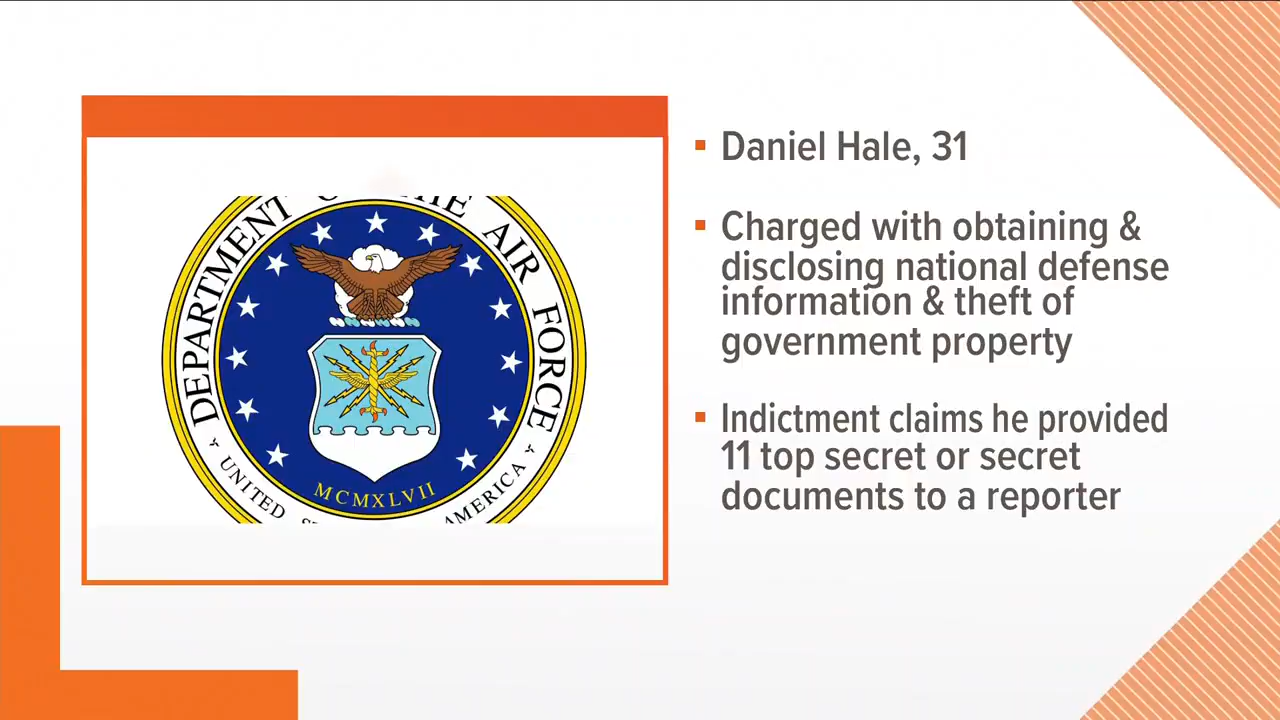 DEPARTMENT THE AIR FORCE
UNITED AMERICA
MCMXLVII
Daniel Hale, 31
Charged with obtaining &
disclosing national defense
information & theft of
government property
Indictment claims he provided
11 top secret or secret
documents to a reporter